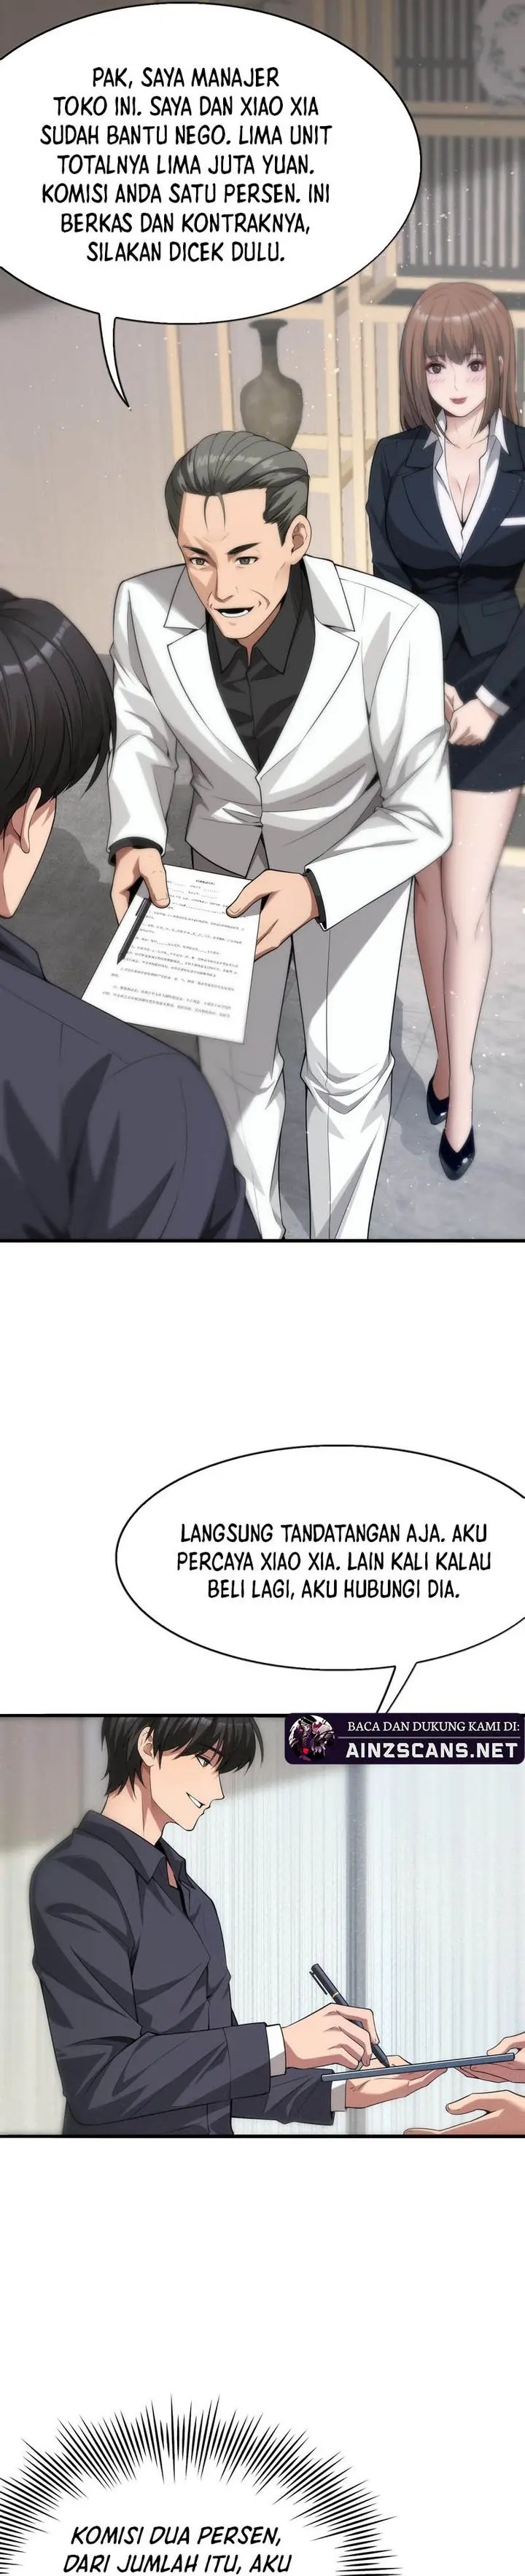 PAK, SAYA MANAJER
TOKO INI. SAYA DAN XIAO XIA
SUDAH BANTU NEGO. LIMA UNIT
TOTALNYA LIMA JUTA YUAN.
KOMISI ANDA SATU PERSEN. INI
BERKAS DAN KONTRAKNYA,
SILAKAN DICEK DULU.
LANGSUNG TANDATANGAN AJA. AKU
PERCAYA XIAO XIA. LAIN KALI KALAU
BELI LAGI, AKU HUBUNGI DIA.
BACA DAN DUKUNG KAMI DI:
AINZSCANS.NET
KOMISI DUA PERSEN,
DARI JUMLAH ITU, AKU